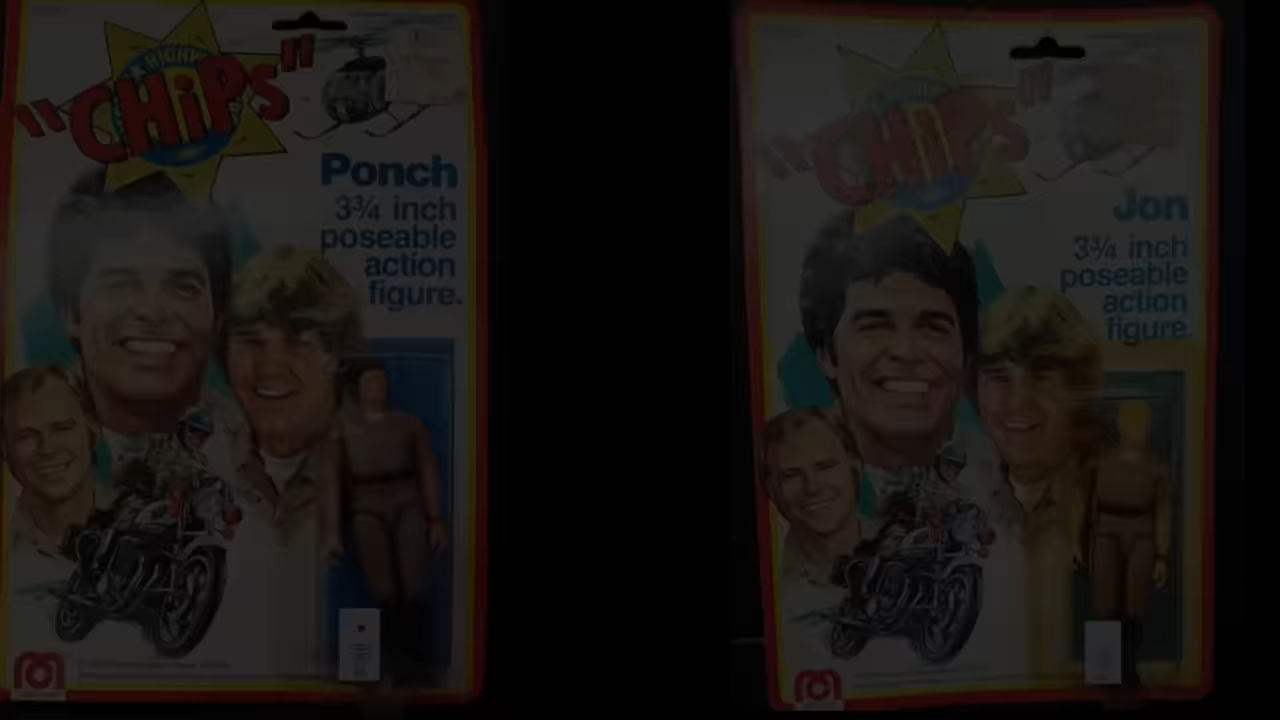 "CHiPs"
Ponch
3¾ inch
poseable
action
figure.
"CHiPs"
Jon
3¾ inch
poseable
action
figure.